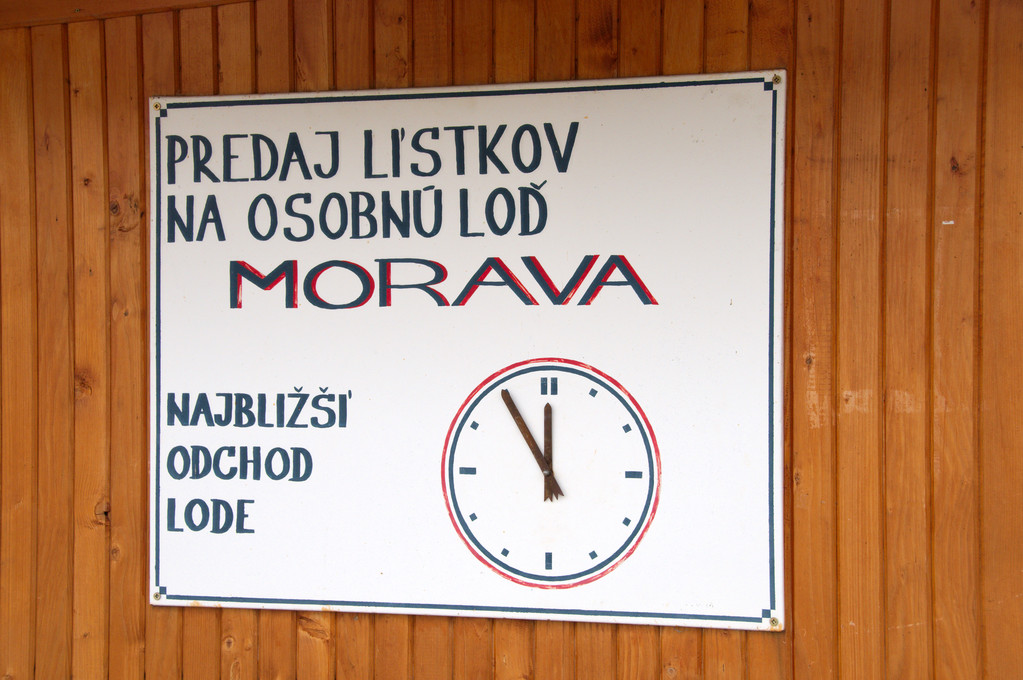 PREDAJ LÍSTKOV
NA OSOBNÚ LOĎ
MORAVA
NAJBLIŽŠÍ
ODCHOD
LODE